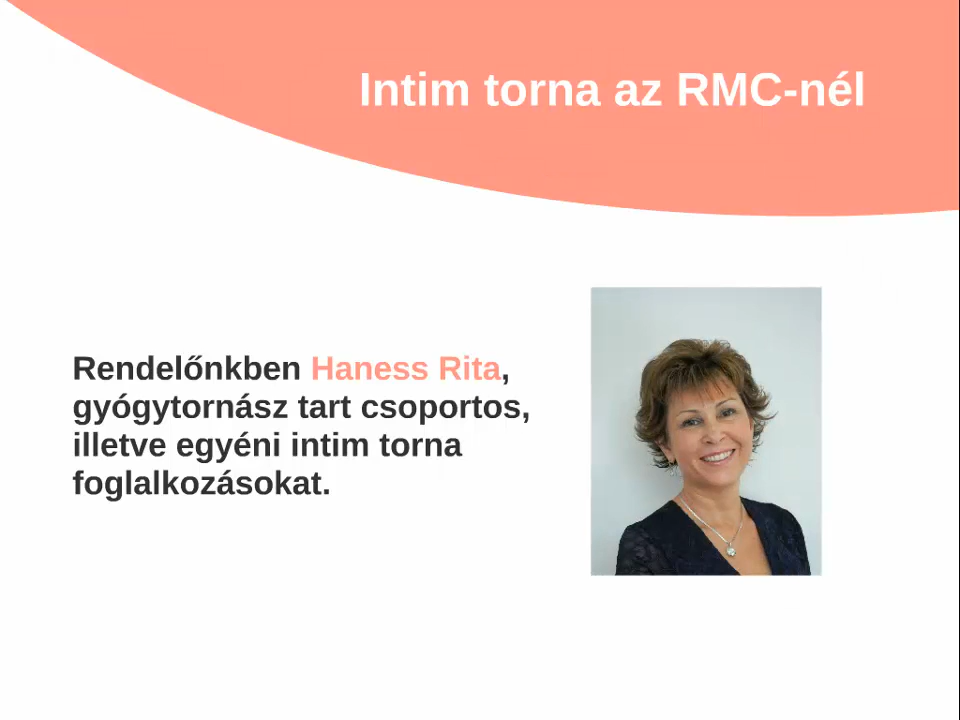 Intim torna az RMC-nél
Rendelőnkben Haness Rita,
gyógytornász tart csoportos,
illetve egyéni intim torna
foglalkozásokat.